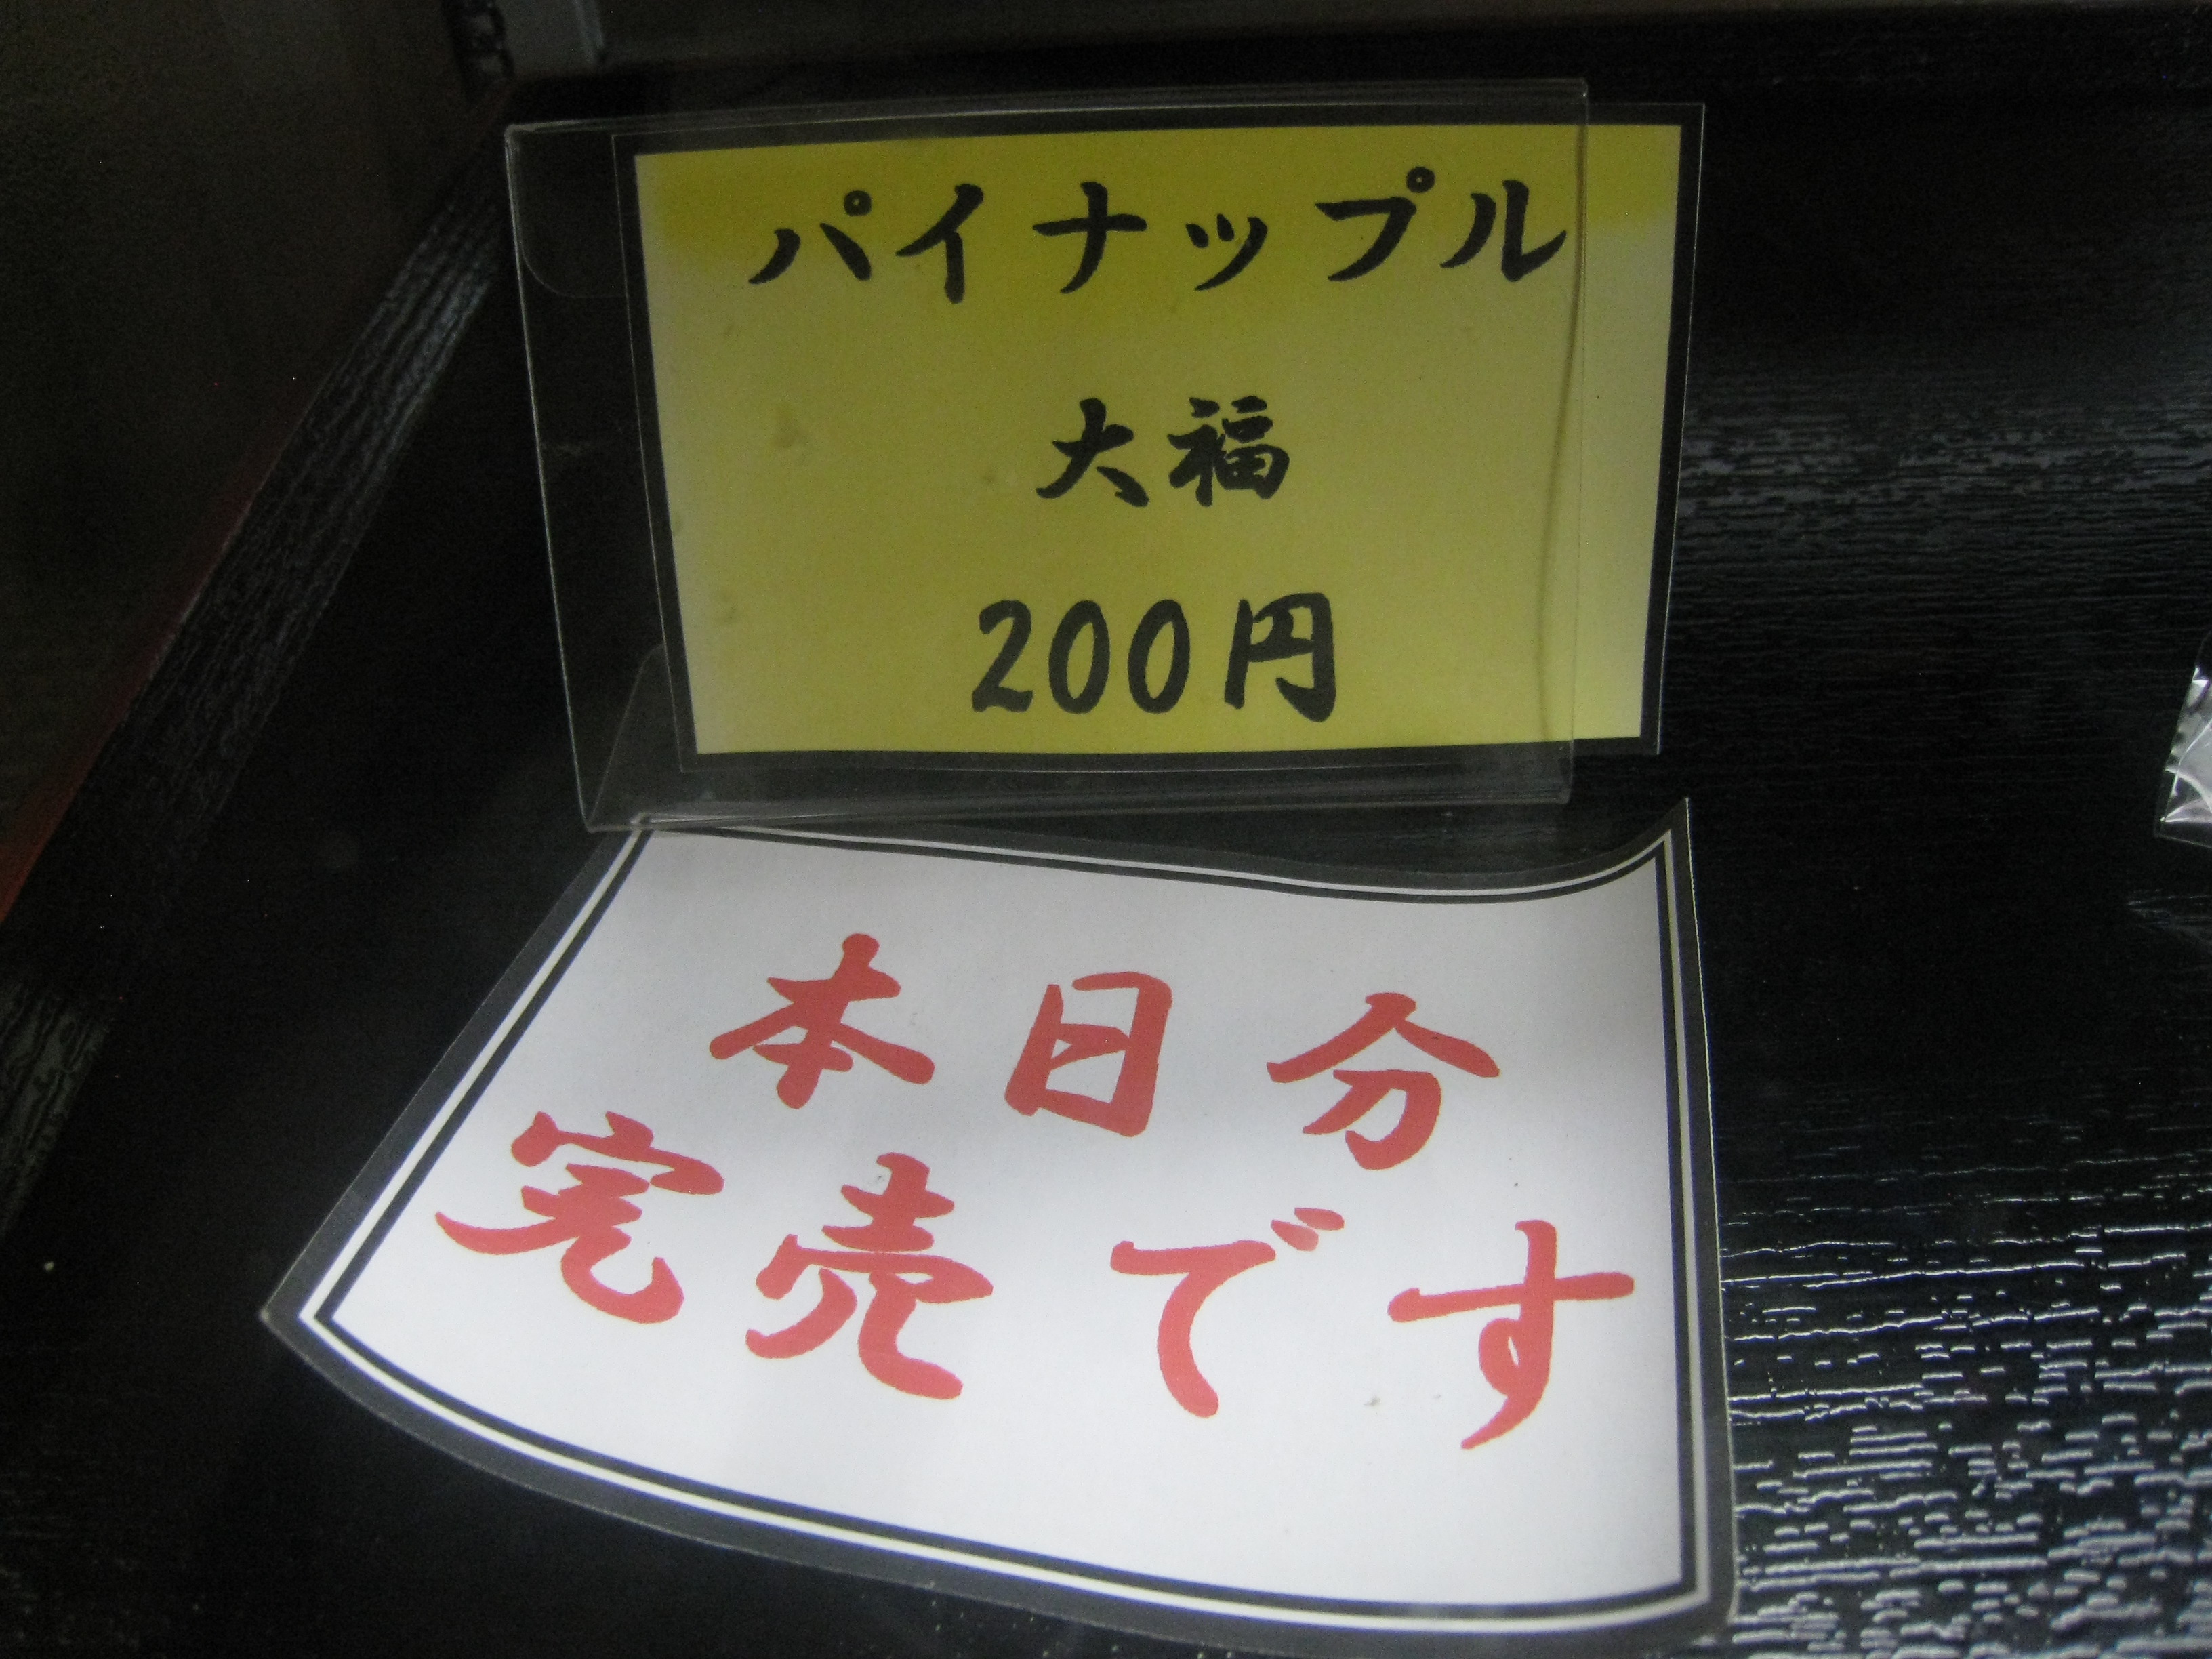 パイナップル
大福
200円
本日分
完売です